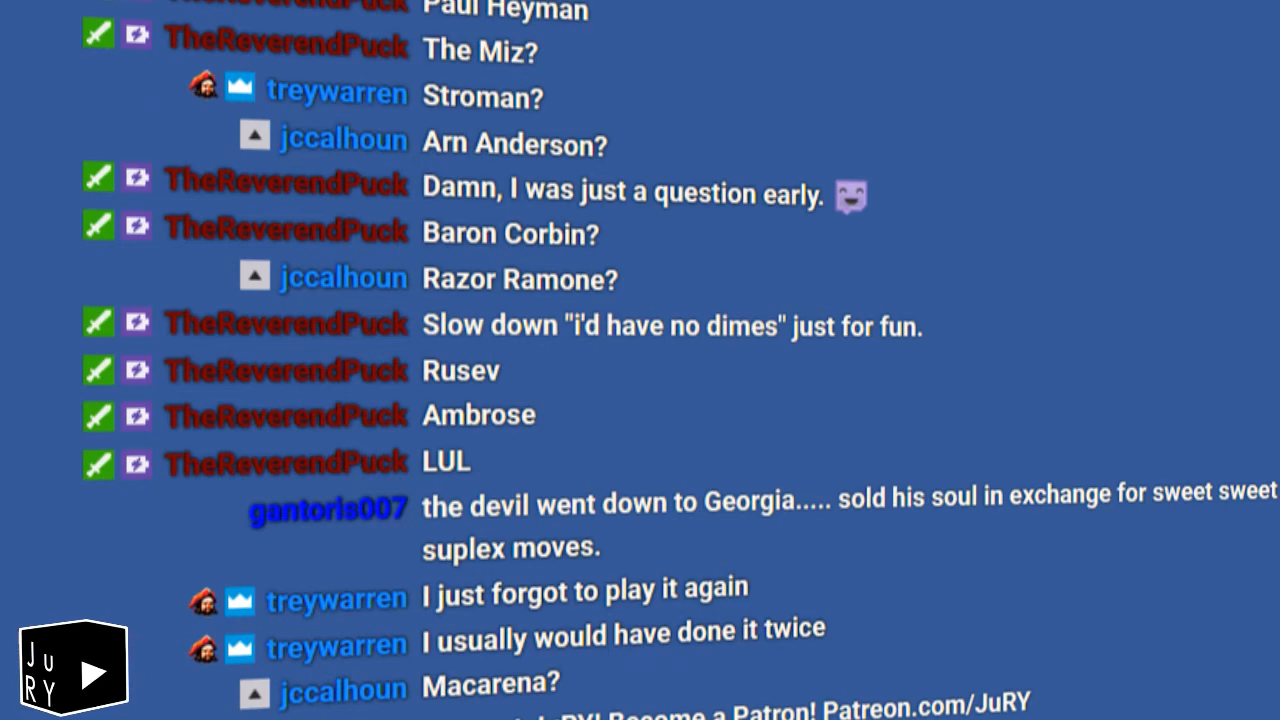 TheReverendPuck Paul Heyman
TheReverendPuck The Miz?
treywarren Stroman?
jccalhoun Arn Anderson?
TheReverendPuck Damn, I was just a question early.
TheReverendPuck Baron Corbin?
jccalhoun Razor Ramone?
TheReverendPuck Slow down "i'd have no dimes" just for fun.
TheReverendPuck Rusev
TheReverendPuck Ambrose
TheReverendPuck LUL
gantoris007 the devil went down to Georgia..... sold his soul in exchange for sweet sweet
suplex moves.
treywarren I just forgot to play it again
treywarren I usually would have done it twice
jccalhoun Macarena?
JuRY! Become a Patron! Patreon.com/JuRY
JuRY